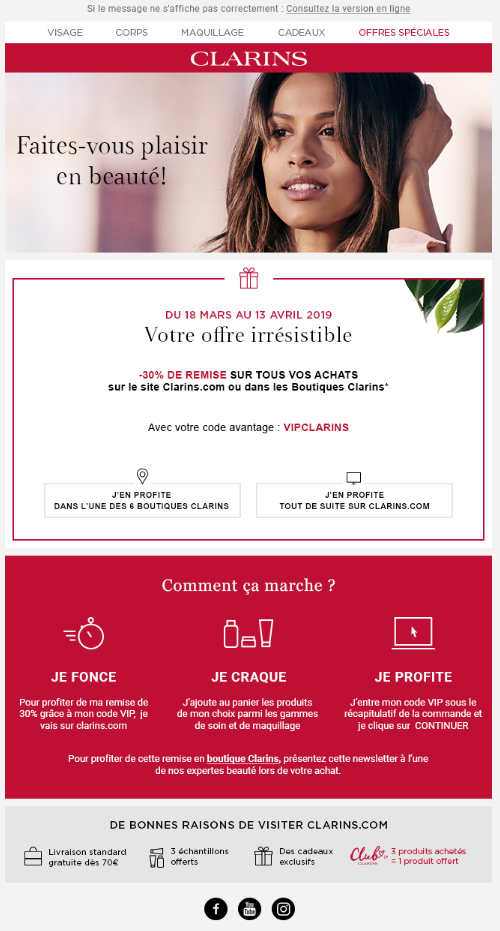 Si le message ne s'affiche pas correctement : Consultez la version en ligne
VISAGE CORPS MAQUILLAGE CADEAUX OFFRES SPÉCIALES
CLARINS
Faites-vous plaisir
en beauté!
DU 18 MARS AU 13 AVRIL 2019
Votre offre irrésistible
-30% DE REMISE SUR TOUS VOS ACHATS
sur le site Clarins.com ou dans les Boutiques Clarins*
Avec votre code avantage : VIPCLARINS
J'EN PROFITE
DANS L'UNE DES 6 BOUTIQUES CLARINS
J'EN PROFITE
TOUT DE SUITE SUR CLARINS.COM
Comment ça marche ?
JE FONCE
Pour profiter de ma remise de
30% grâce à mon code VIP, je
vais sur clarins.com
JE CRAQUE
J'ajoute au panier les produits
de mon choix parmi les gammes
de soin et de maquillage
JE PROFITE
J'entre mon code VIP sous le
récapitulatif de la commande et
je clique sur CONTINUER
Pour profiter de cette remise en boutique Clarins, présentez cette newsletter à l'une
de nos expertes beauté lors de votre achat.
DE BONNES RAISONS DE VISITER CLARINS.COM
Livraison standard
gratuite dès 70€
3 échantillons
offerts
Des cadeaux
exclusifs
Club
CLARINS
3 produits achetés
= 1 produit offert
You
Tube